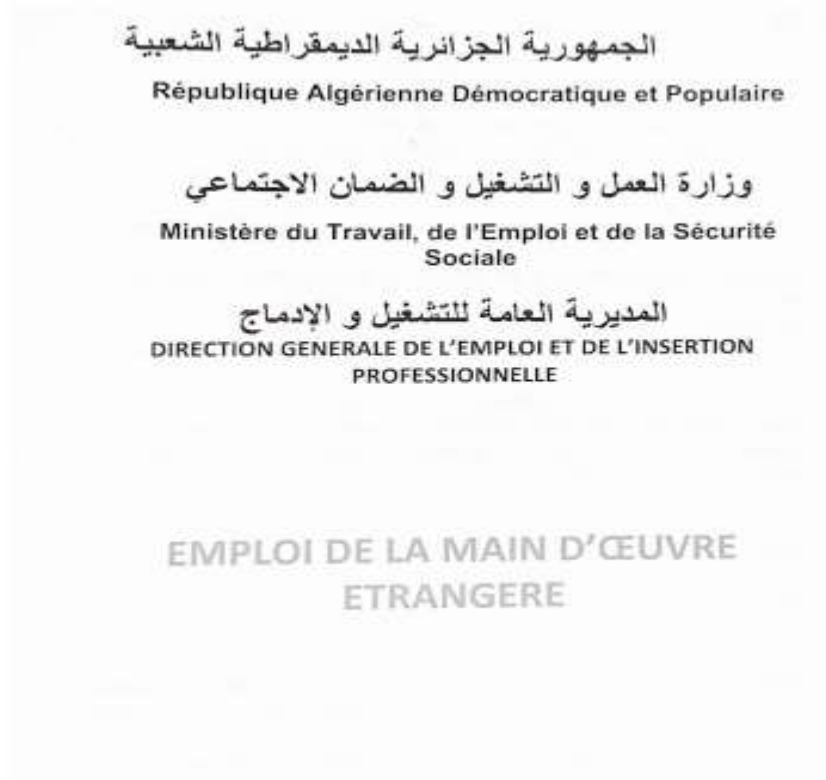 الجمهورية الجزائرية الديمقراطية الشعبية
République Algérienne Démocratique et Populaire
وزارة العمل و التشغيل و الضمان الاجتماعي
Ministère du Travail, de l'Emploi et de la Sécurité
Sociale
المديرية العامة للتشغيل و الإدماج
DIRECTION GENERALE DE L'EMPLOI ET DE L'INSERTION
PROFESSIONNELLE
EMPLOI DE LA MAIN D'ŒUVRE
ETRANGERE